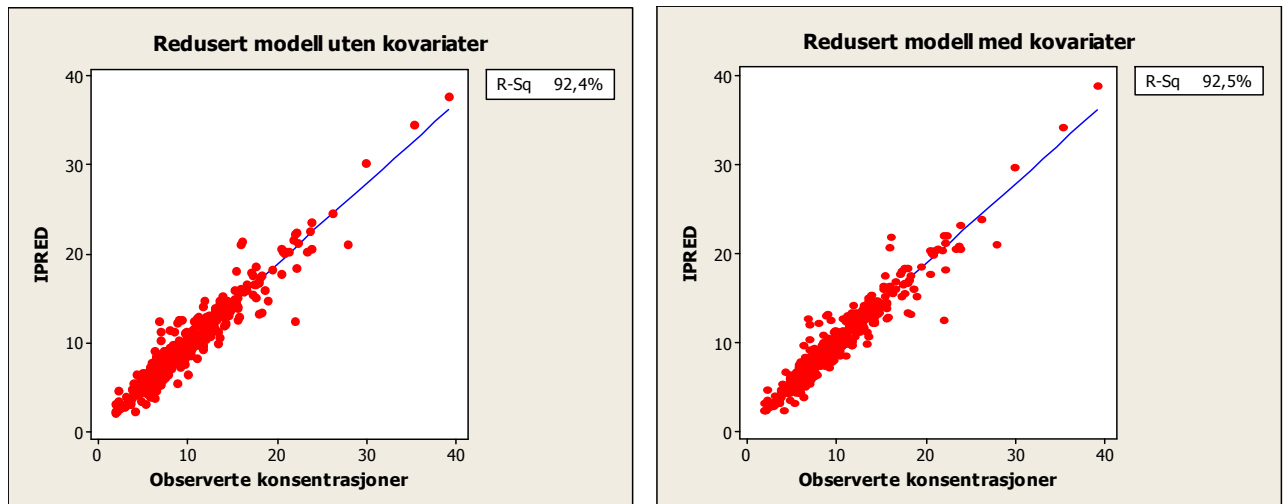 Redusert modell uten kovariater
R-Sq 92,4%
40
30
20
10
0
IPRED
0 10 20 30 40
Observerte konsentrasjoner
Redusert modell med kovariater
R-Sq 92,5%
40
30
20
10
0
IPRED
0 10 20 30 40
Observerte konsentrasjoner